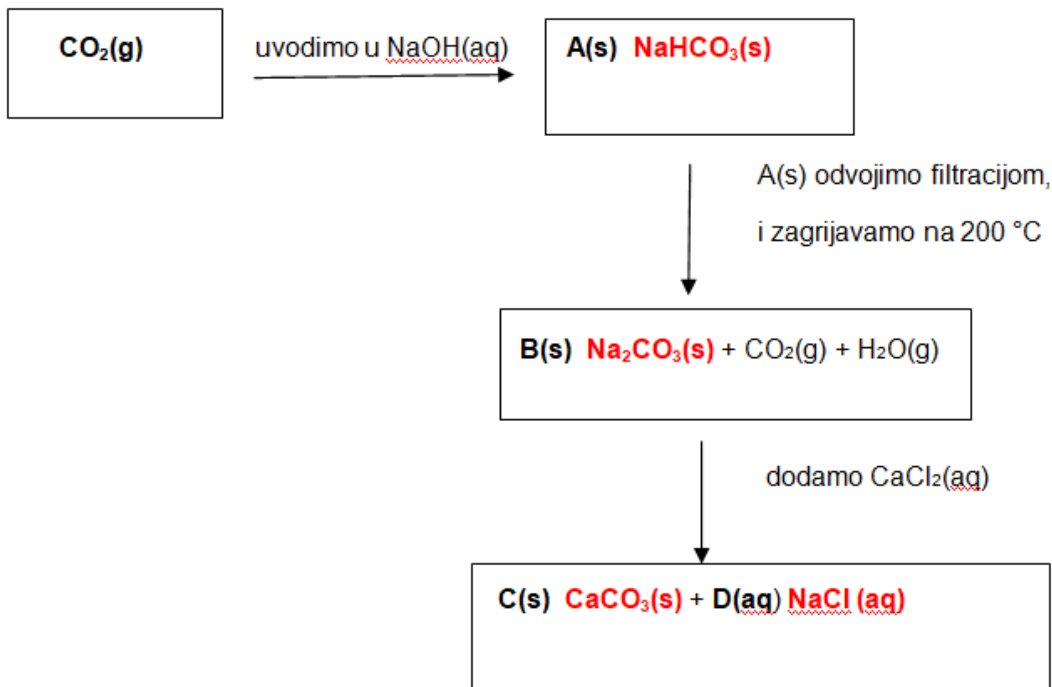 CO₂(g)
uvodimo u NaOH(aq)
A(s) NaHCO₃(s)
A(s) odvojimo filtracijom,
i zagrijavamo na 200 °C
B(s) Na₂CO₃(s) + CO₂(g) + H₂O(g)
dodamo CaCl₂(aq)
C(s) CaCO₃(s) + D(aq) NaCl (aq)